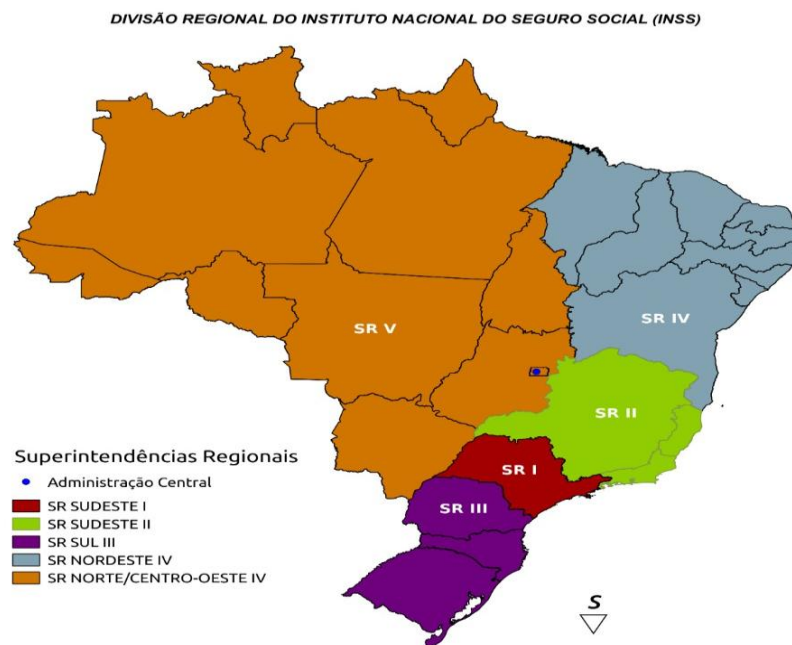 DIVISÃO REGIONAL DO INSTITUTO NACIONAL DO SEGURO SOCIAL (INSS)
SR V
SR IV
SR II
SR I
SR III
Superintendências Regionais
Administração Central
SR SUDESTE I
SR SUDESTE II
SR SUL III
SR NORDESTE IV
SR NORTE/CENTRO-OESTE IV
S